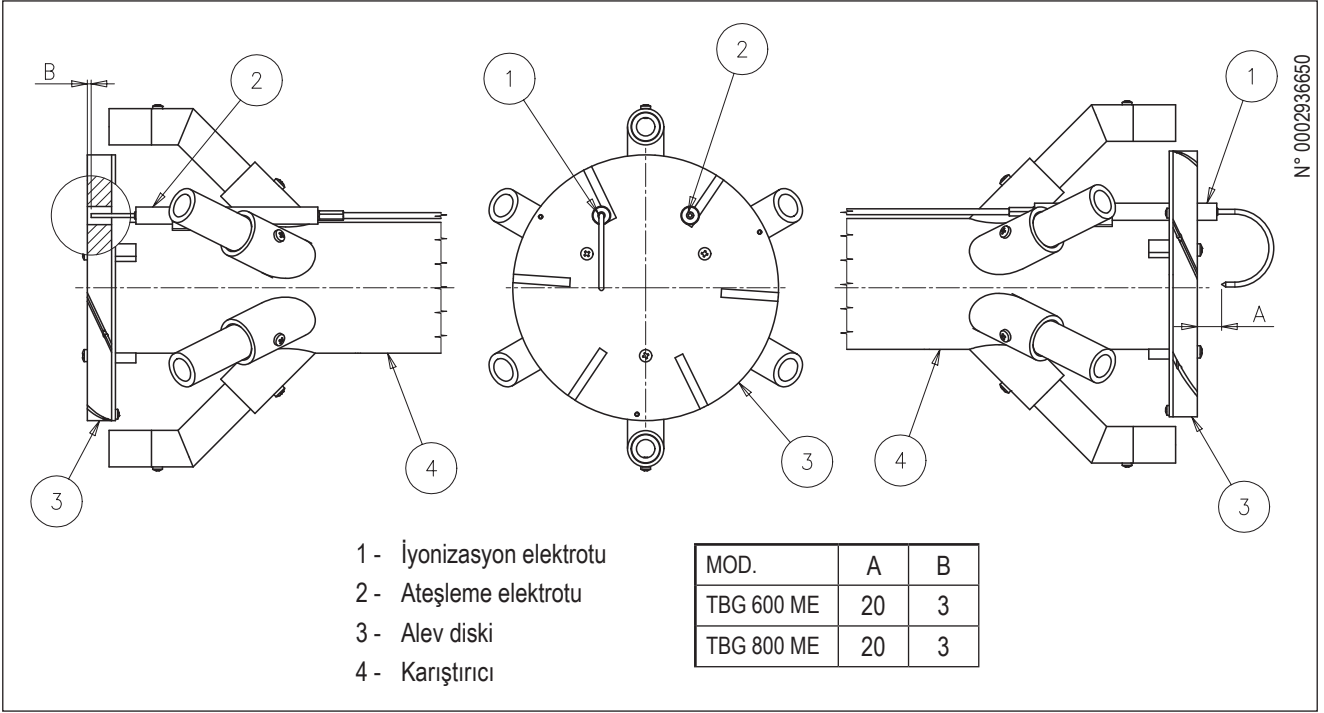 B
2
1
2
1
N° 0002936650
A
3
4
3
4
3
1 - İyonizasyon elektrotu
2 - Ateşleme elektrotu
3 - Alev diski
4 - Karıştırıcı
MOD. A B
TBG 600 ME 20 3
TBG 800 ME 20 3